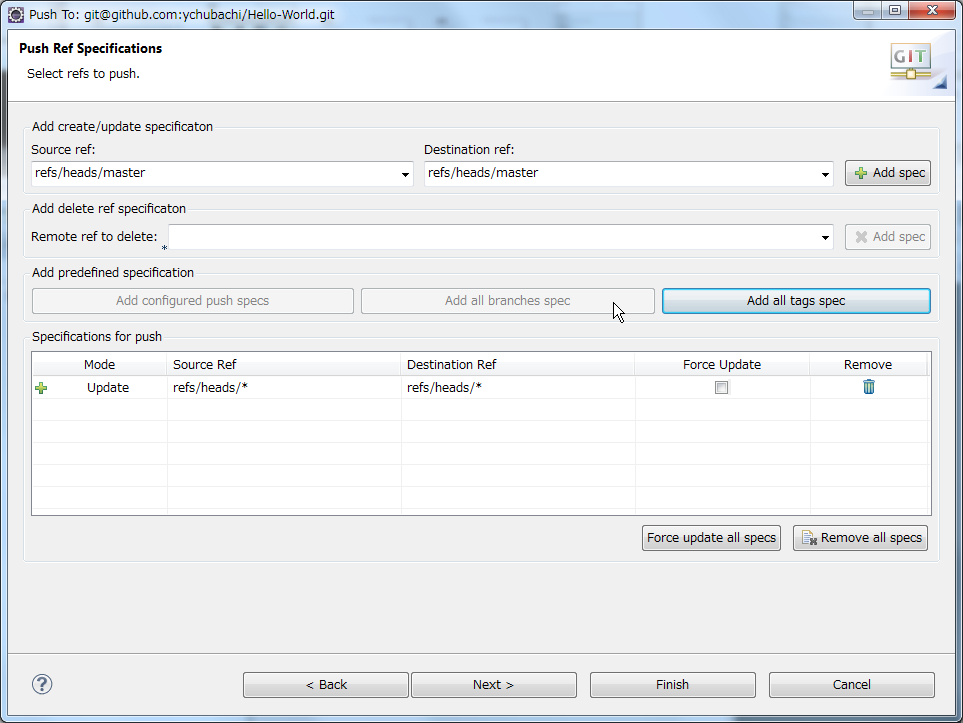 Push To: git@github.com:ychubachi/Hello-World.git
Push Ref Specifications
Select refs to push.
GIT
Add create/update specificaton
Source ref:
Destination ref:
refs/heads/master
refs/heads/master
Add spec
Add delete ref specificaton
Remote ref to delete:
*
Add spec
Add predefined specification
Add configured push specs
Add all branches spec
Add all tags spec
Specifications for push
Mode Source Ref Destination Ref Force Update Remove
Update refs/heads/* refs/heads/*
Force update all specs
Remove all specs
?
< Back
Next >
Finish
Cancel